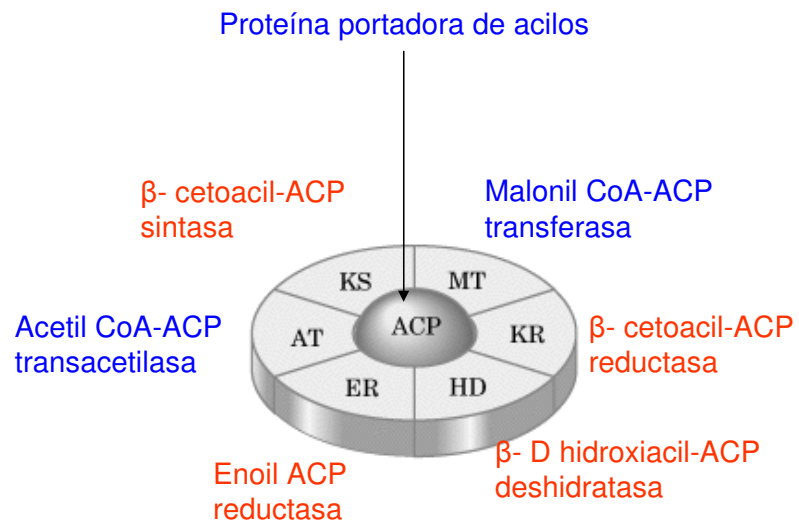 Proteína portadora de acilos
β- cetoacil-ACP
sintasa
Malonil CoA-ACP
transferasa
KS
MT
Acetil CoA-ACP
transacetilasa
AT
ACP
KR
β- cetoacil-ACP
reductasa
ER
HD
Enoil ACP
reductasa
β- D hidroxiacil-ACP
deshidratasa